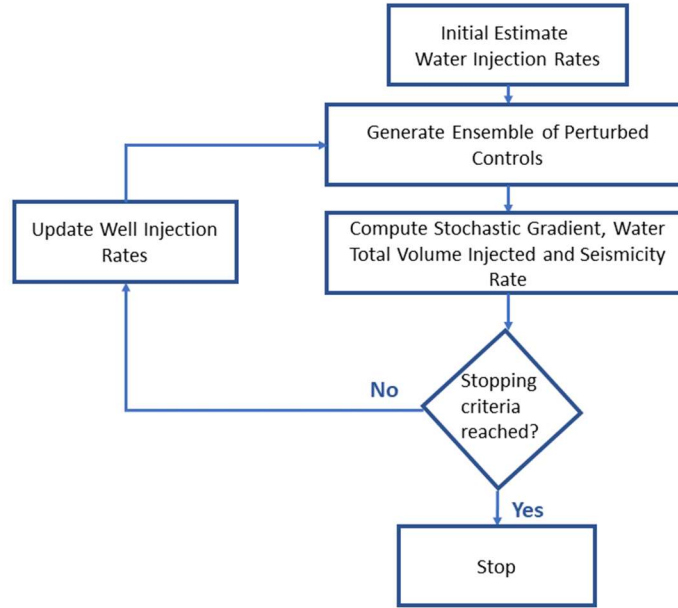 Initial Estimate
Water Injection Rates
Generate Ensemble of Perturbed
Controls
Update Well Injection
Rates
Compute Stochastic Gradient, Water
Total Volume Injected and Seismicity
Rate
No
Stopping
criteria
reached?
Yes
Stop